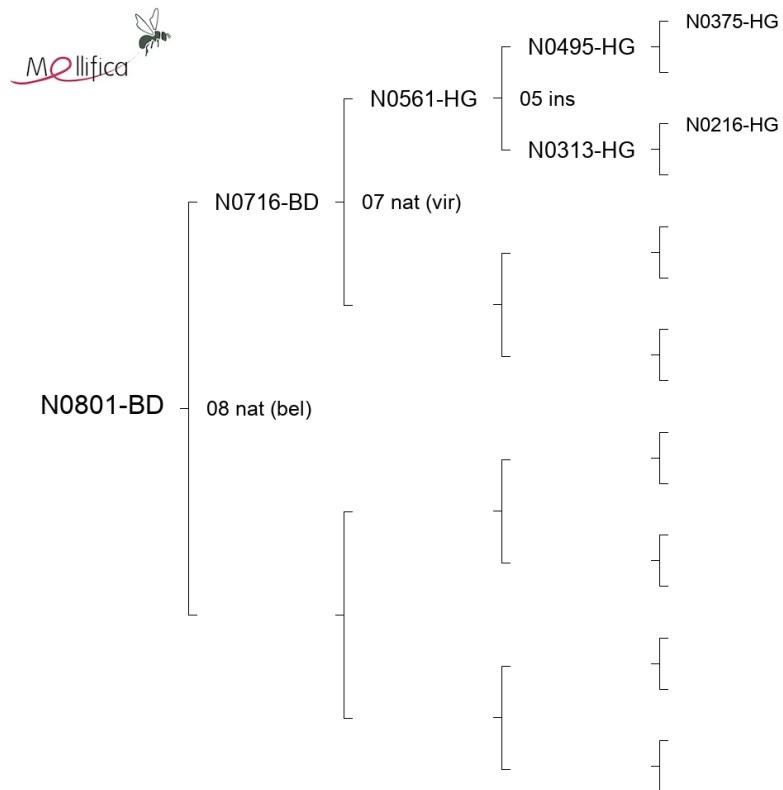 Mellifica
N0375-HG
N0495-HG
N0561-HG
05 ins
N0216-HG
N0313-HG
N0716-BD
07 nat (vir)
N0801-BD
08 nat (bel)